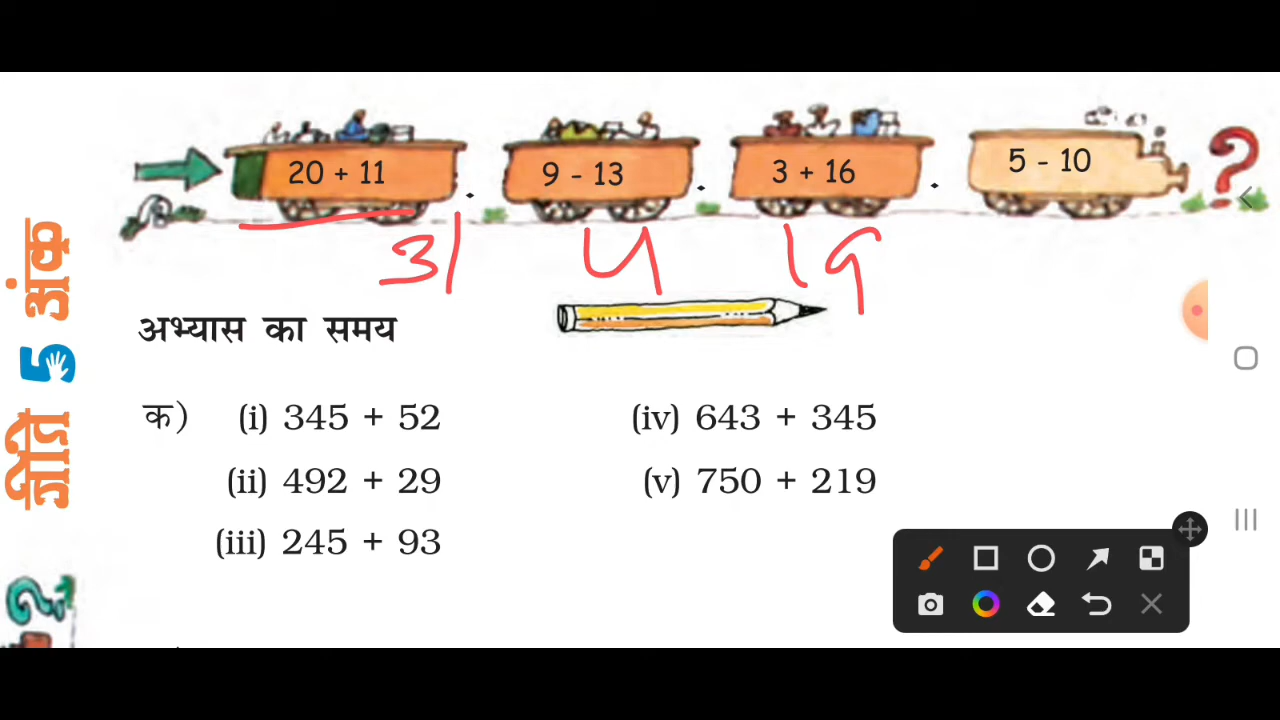 20 + 11 9 - 13 3 + 16 5 - 10 ?
31 4 19
अभ्यास का समय
क) (i) 345 + 52 (iv) 643 + 345
(ii) 492 + 29 (v) 750 + 219
(iii) 245 + 93
जीते 5 अंक
?